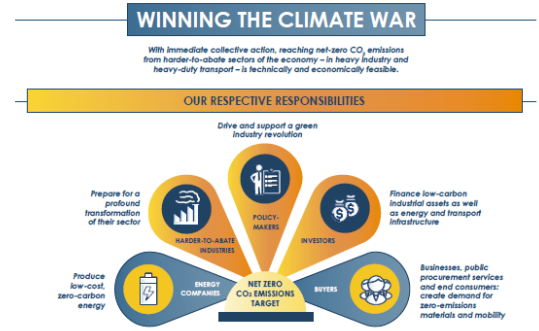 WINNING THE CLIMATE WAR
With immediate collective action, reaching net-zero CO₂ emissions
from harder-to-abate sectors of the economy – in heavy industry and
heavy-duty transport – is technically and economically feasible.
OUR RESPECTIVE RESPONSIBILITIES
Drive and support a green
industry revolution
POLICY-
MAKERS
Prepare for a
profound
transformation
of their sector
HARDER-TO-ABATE
INDUSTRIES
Finance low-carbon
industrial assets as well
as energy and transport
infrastructure
INVESTORS
Produce
low-cost,
zero-carbon
energy
ENERGY
COMPANIES
NET ZERO
CO₂ EMISSIONS
TARGET
BUYERS
Businesses, public
procurement services
and end consumers:
create demand for
zero-emissions
materials and mobility
$
$